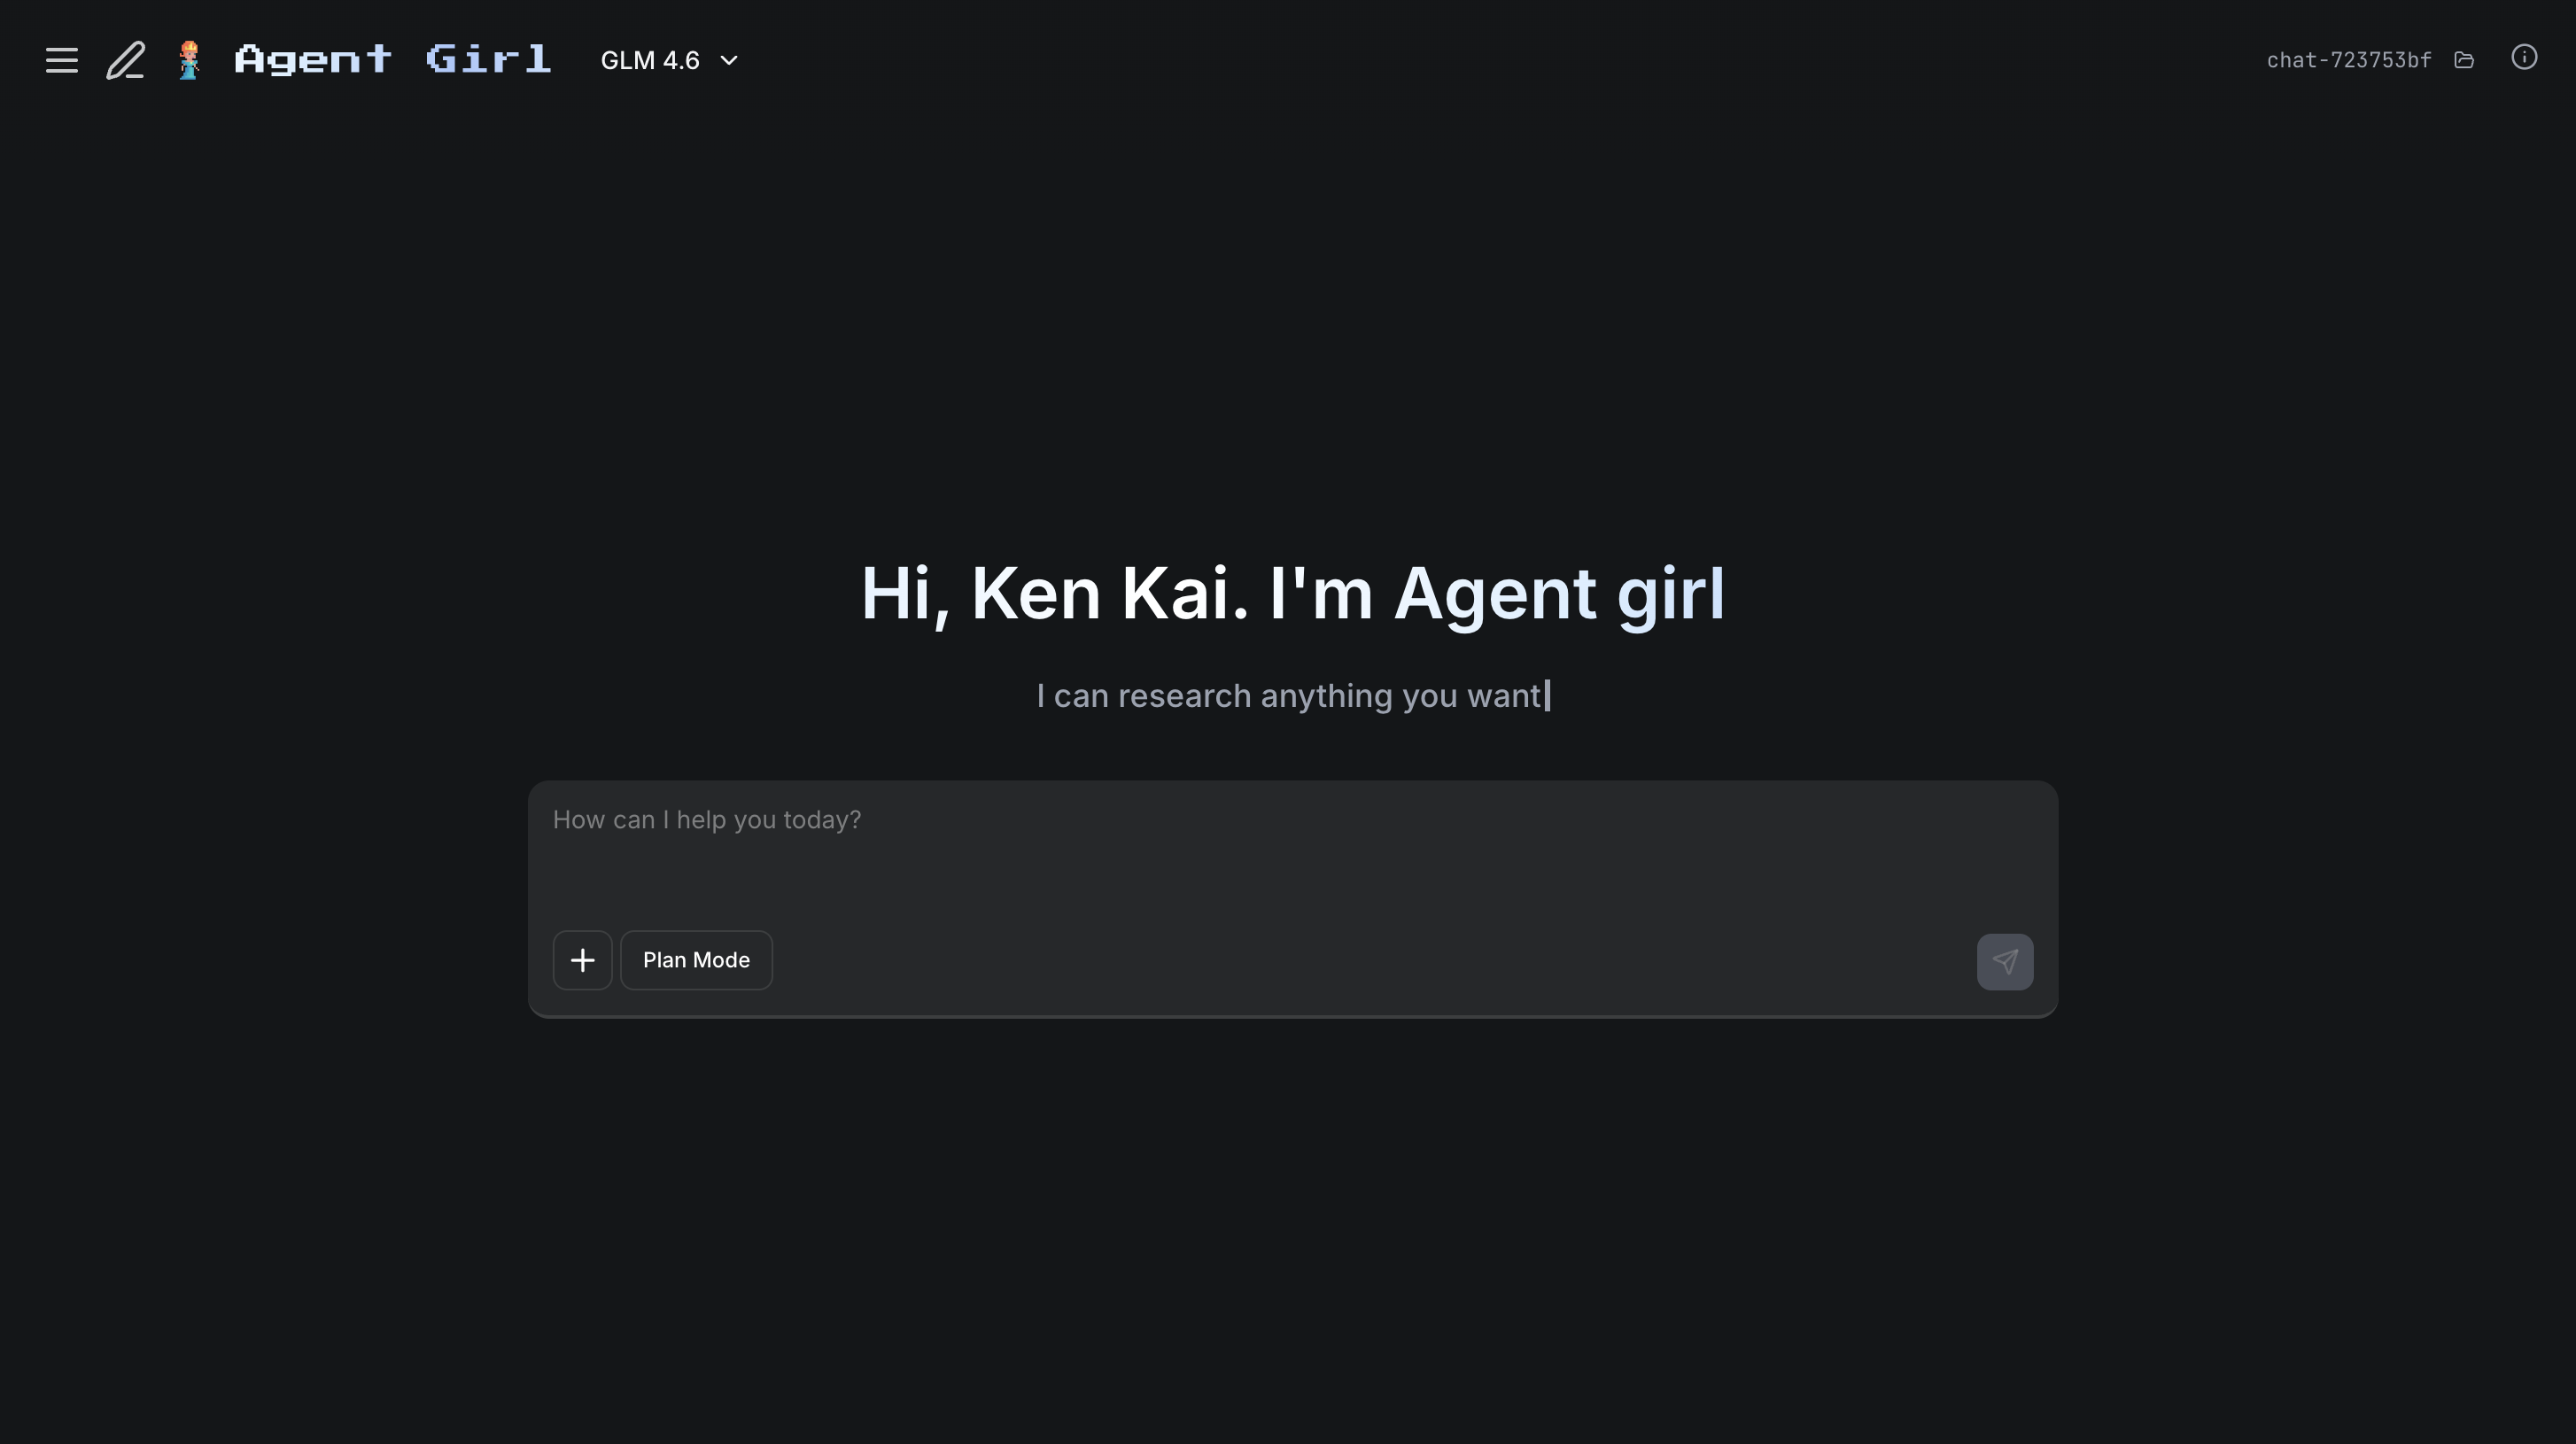 Agent Girl
GLM 4.6
chat-723753bf
Hi, Ken Kai. I'm Agent girl
I can research anything you want
How can I help you today?
Plan Mode